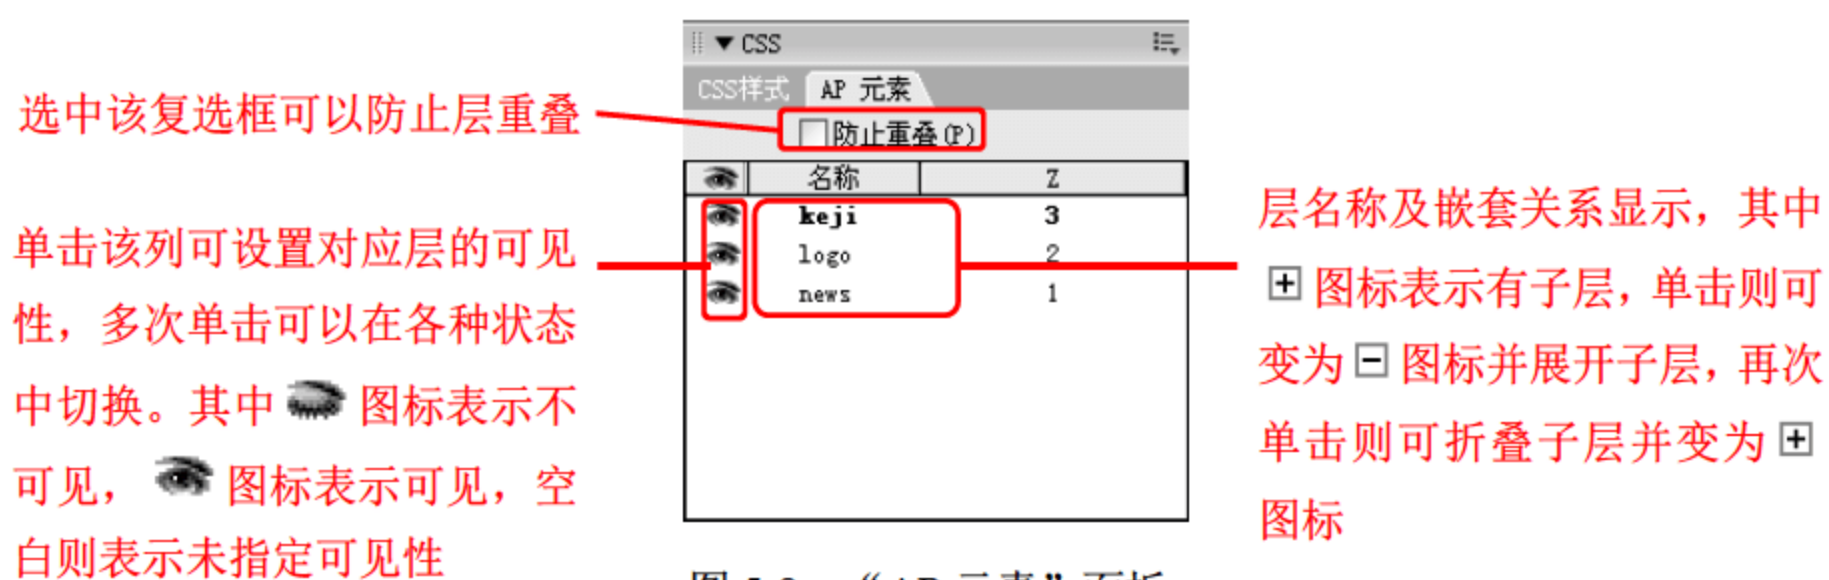 CSS
CSS样式 AP 元素
防止重叠(P)
名称 Z
keji 3
logo 2
news 1
选中该复选框可以防止层重叠
单击该列可设置对应层的可见
性，多次单击可以在各种状态
中切换。其中 图标表示不
可见， 图标表示可见，空
白则表示未指定可见性
层名称及嵌套关系显示，其中
图标表示有子层，单击则可
变为 图标并展开子层，再次
单击则可折叠子层并变为
图标